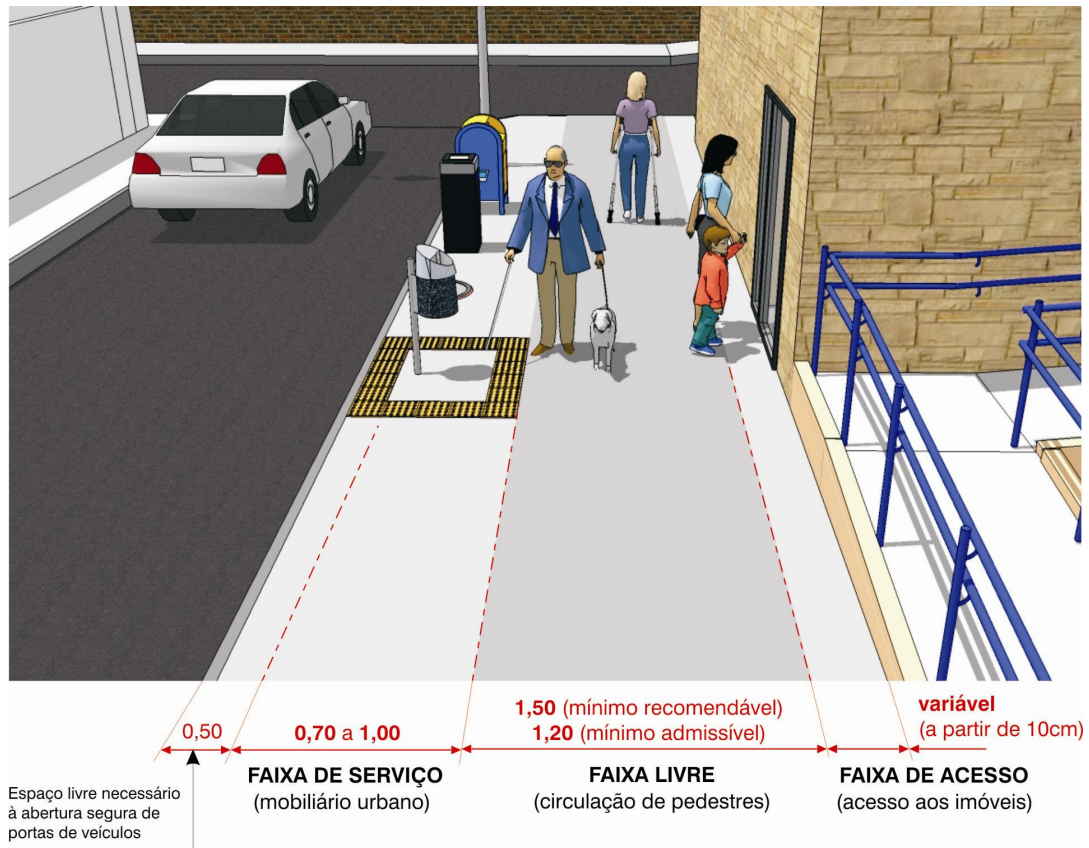 0,50
Espaço livre necessário
à abertura segura de
portas de veículos
0,70 a 1,00
FAIXA DE SERVIÇO
(mobiliário urbano)
1,50 (mínimo recomendável)
1,20 (mínimo admissível)
FAIXA LIVRE
(circulação de pedestres)
variável
(a partir de 10cm)
FAIXA DE ACESSO
(acesso aos imóveis)